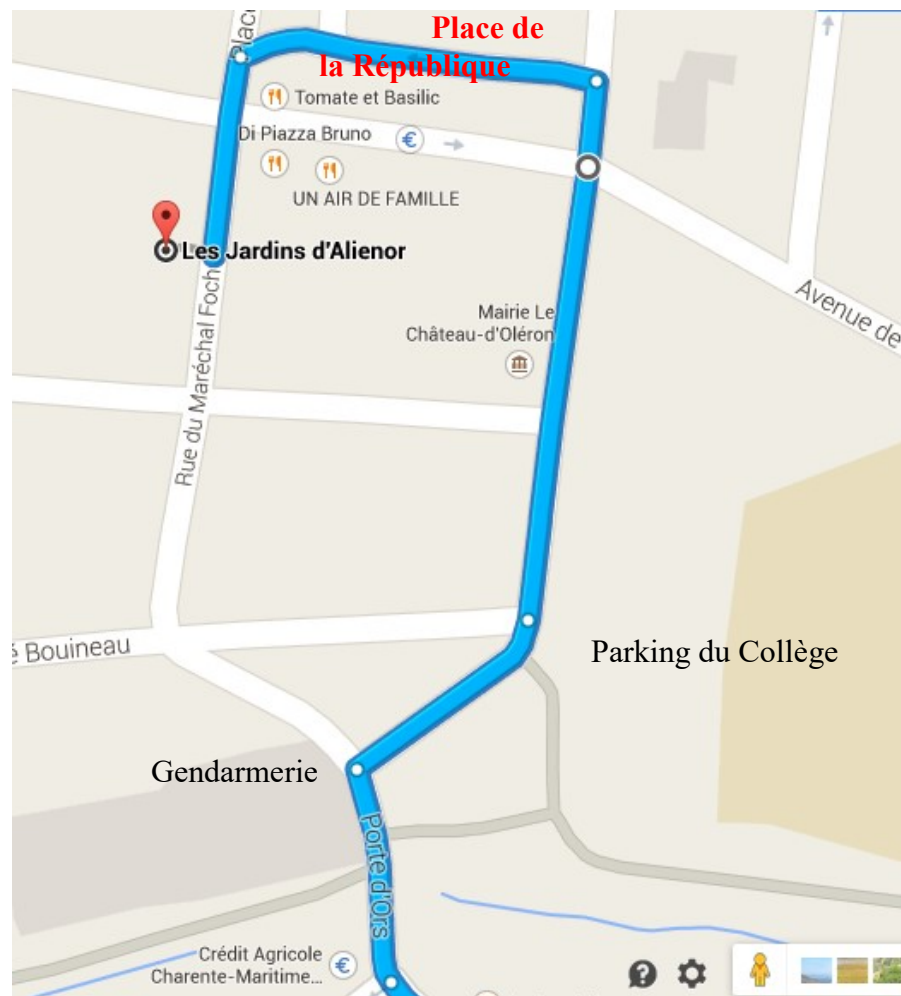 Place
Place de
la République
Tomate et Basilic
Di Piazza Bruno
€
UN AIR DE FAMILLE
Les Jardins d'Alienor
Rue du Maréchal Foch
Mairie Le
Château-d'Oléron
Avenue de
Bouineau
Parking du Collège
Gendarmerie
Porte d'Ors
Crédit Agricole
Charente-Maritime...
€
?